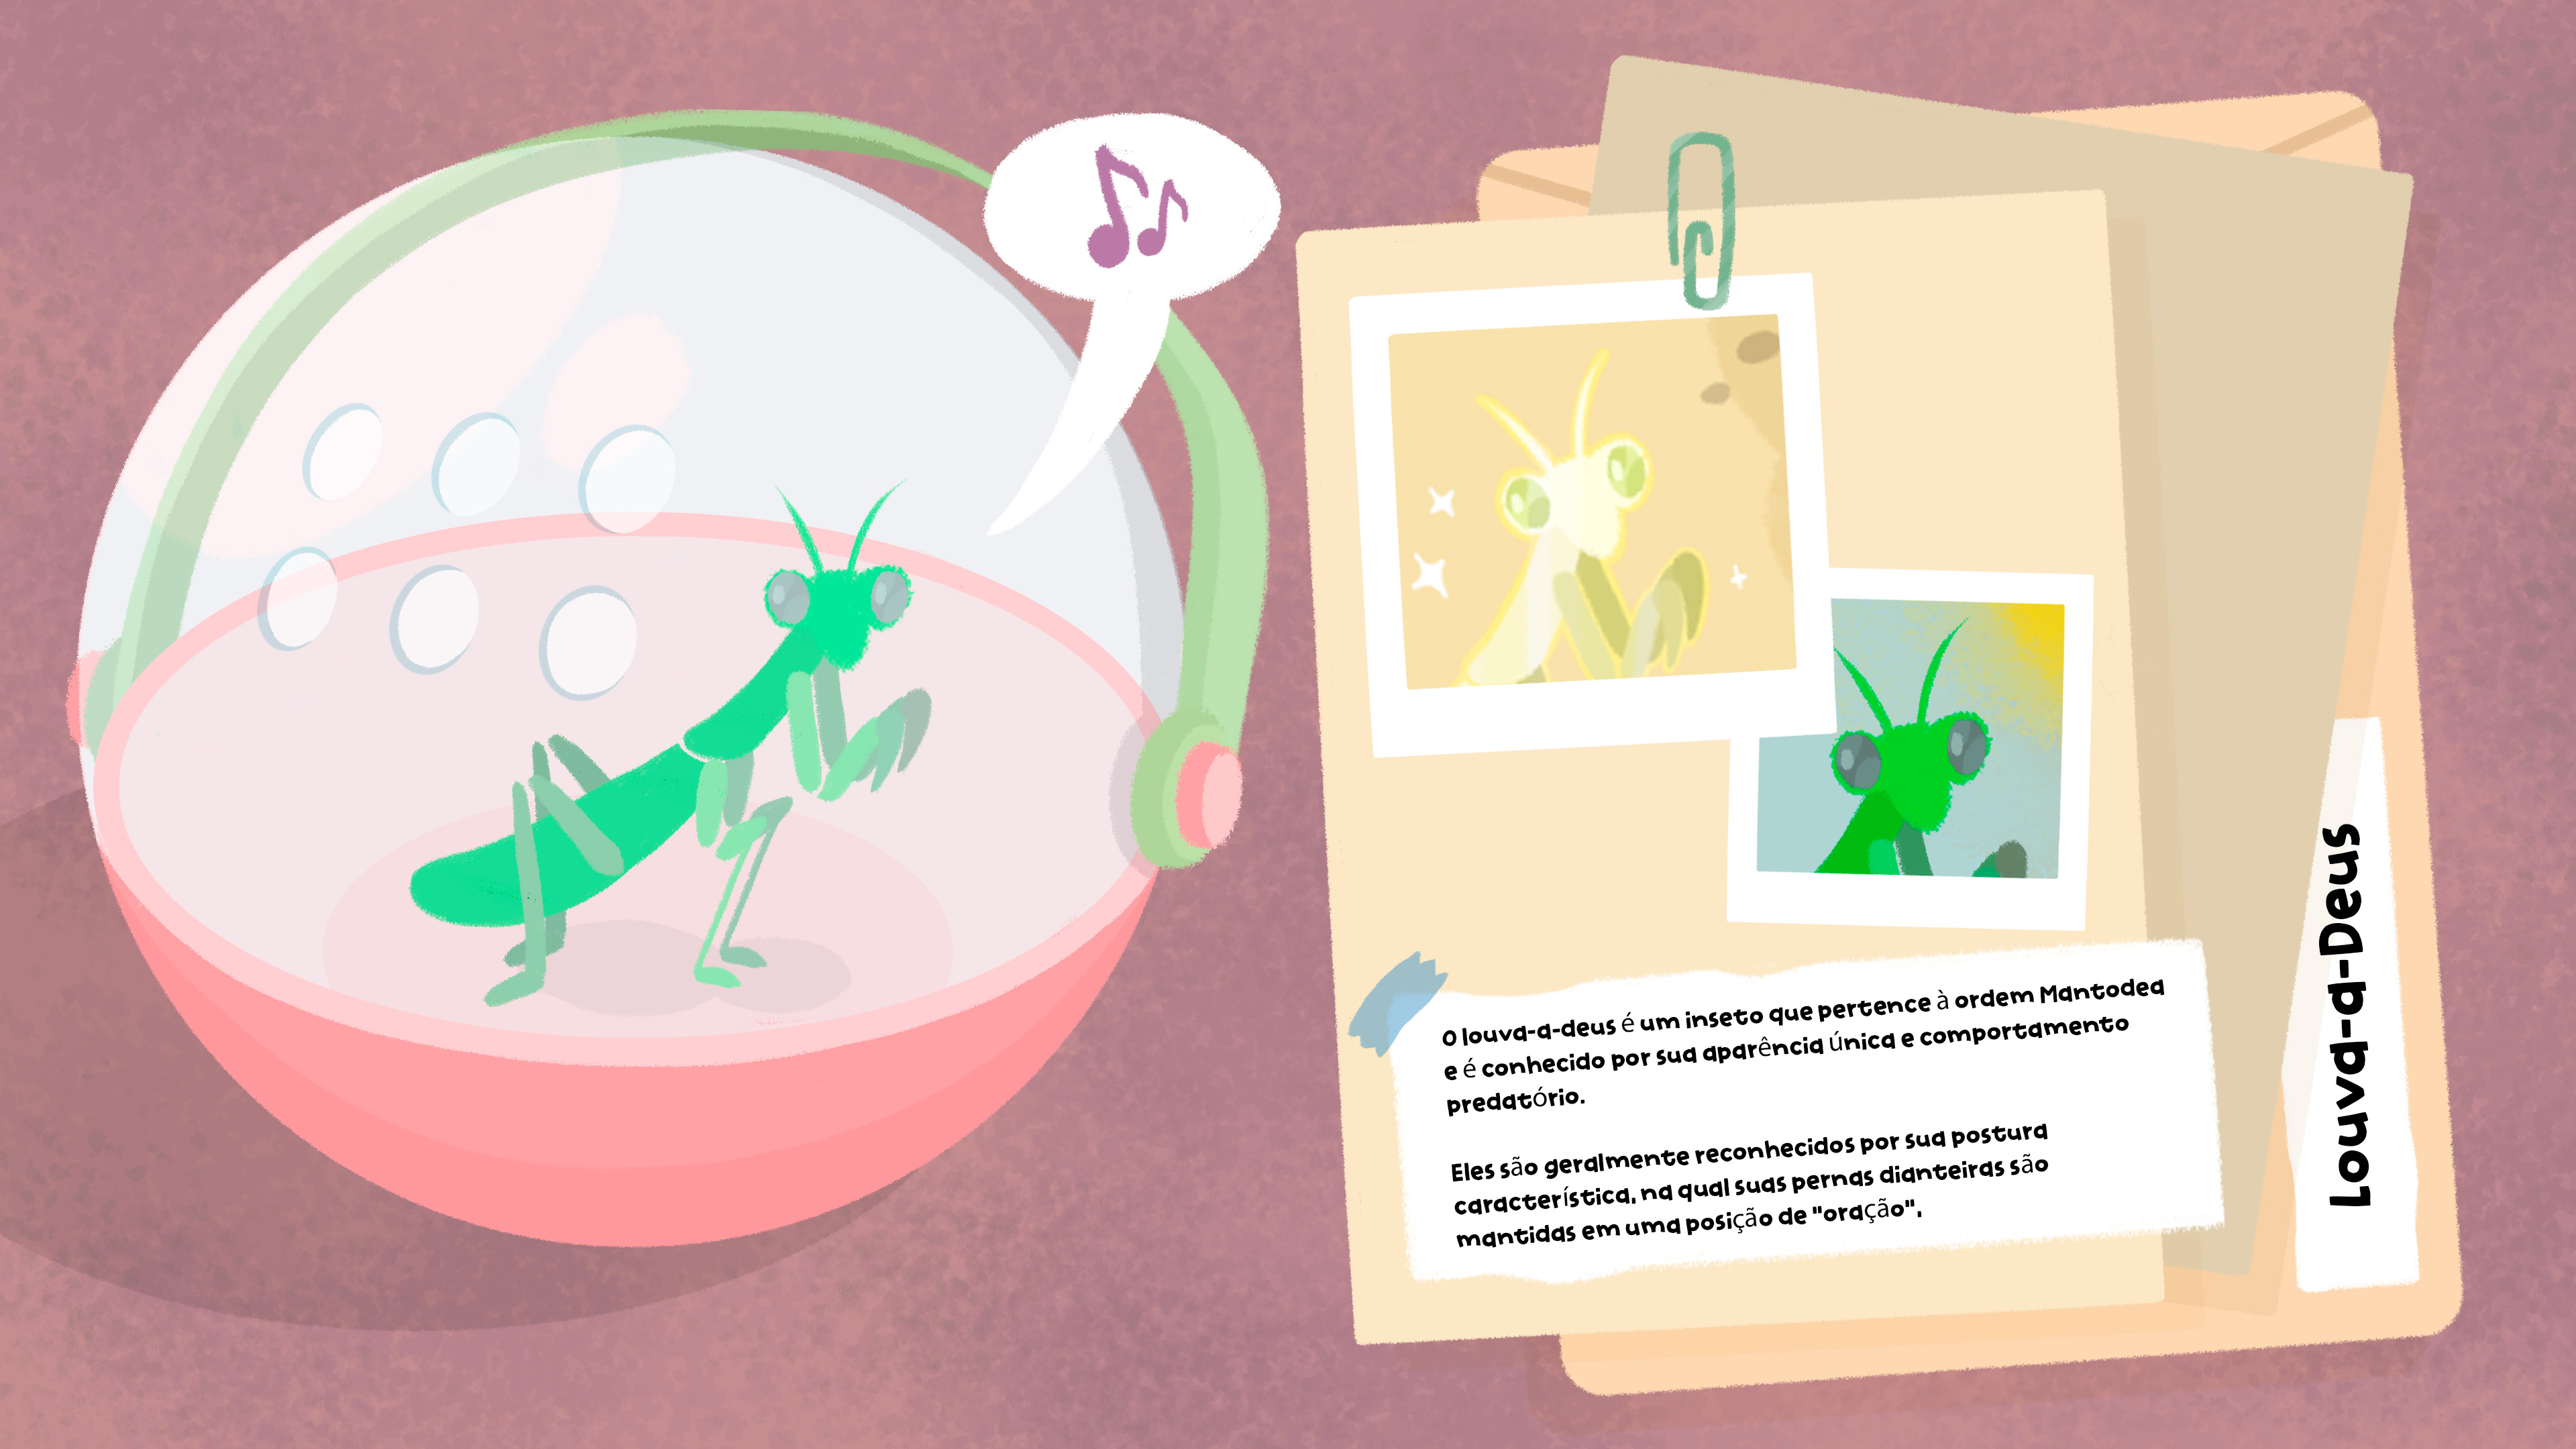 O louva-a-deus é um inseto que pertence à ordem Mantodea
e é conhecido por sua aparência única e comportamento
predatório.
Eles são geralmente reconhecidos por sua postura
característica, na qual suas pernas dianteiras são
mantidas em uma posição de "oração".
Louva-a-Deus